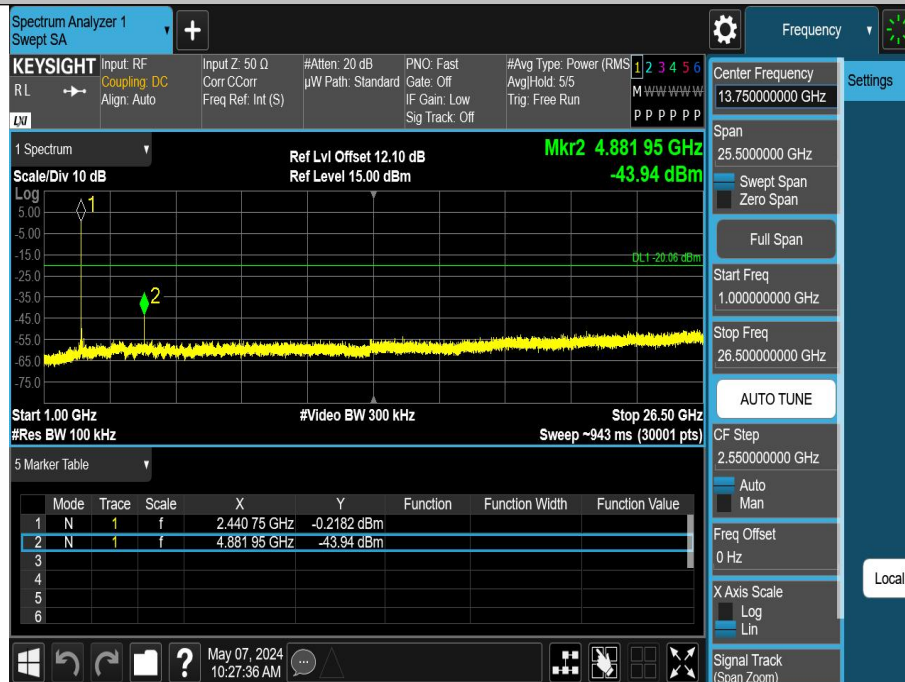 Spectrum Analyzer 1
Swept SA
+
Frequency
KEYSIGHT
RL
LXI
Input: RF
Coupling: DC
Align: Auto
Input Z: 50 Ω
Corr CCorr
Freq Ref: Int (S)
#Atten: 20 dB
µW Path: Standard
PNO: Fast
Gate: Off
IF Gain: Low
Sig Track: Off
#Avg Type: Power (RMS
Avg|Hold: 5/5
Trig: Free Run
1 2 3 4 5 6
M W W W W W
P P P P P P
1 Spectrum
Scale/Div 10 dB
Ref Lvl Offset 12.10 dB
Ref Level 15.00 dBm
Mkr2 4.881 95 GHz
-43.94 dBm
Log
5.00
-5.00
-15.0
-25.0
-35.0
-45.0
-55.0
-65.0
-75.0
1
2
DL1 -20.06 dBm
Start 1.00 GHz
#Video BW 300 kHz
Stop 26.50 GHz
#Res BW 100 kHz
Sweep ~943 ms (30001 pts)
5 Marker Table
Mode Trace Scale X Y Function Function Width Function Value
1 N 1 f 2.440 75 GHz -0.2182 dBm
2 N 1 f 4.881 95 GHz -43.94 dBm
3
4
5
6
?
May 07, 2024
10:27:36 AM
Center Frequency
13.750000000 GHz
Span
25.5000000 GHz
Swept Span
Zero Span
Full Span
Start Freq
1.000000000 GHz
Stop Freq
26.500000000 GHz
AUTO TUNE
CF Step
2.550000000 GHz
Auto
Man
Freq Offset
0 Hz
X Axis Scale
Log
Lin
Signal Track
(Span Zoom)
Settings
Local